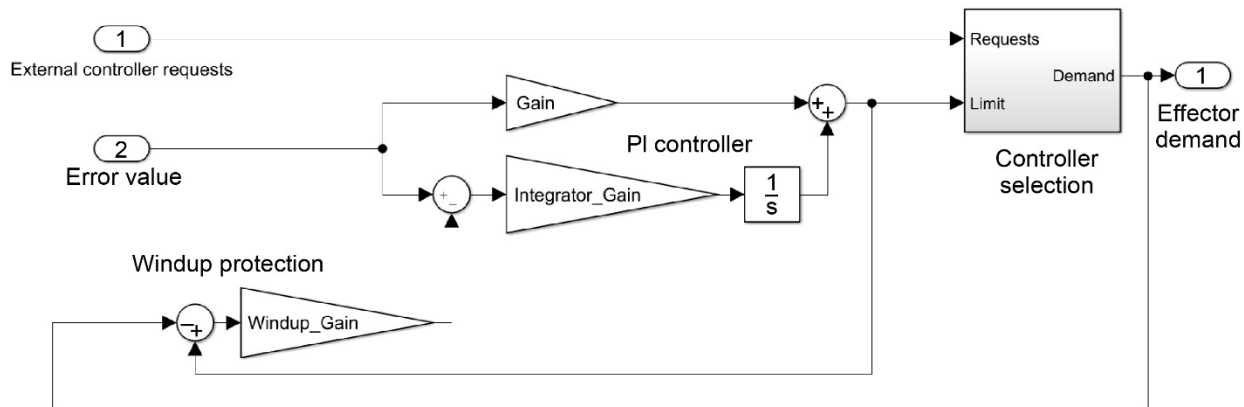 1
External controller requests
2
Error value
Gain
+
+
PI controller
+
-
Integrator_Gain
1
s
Requests
Demand
Limit
Controller
selection
1
Effector
demand
Windup protection
-
+
Windup_Gain